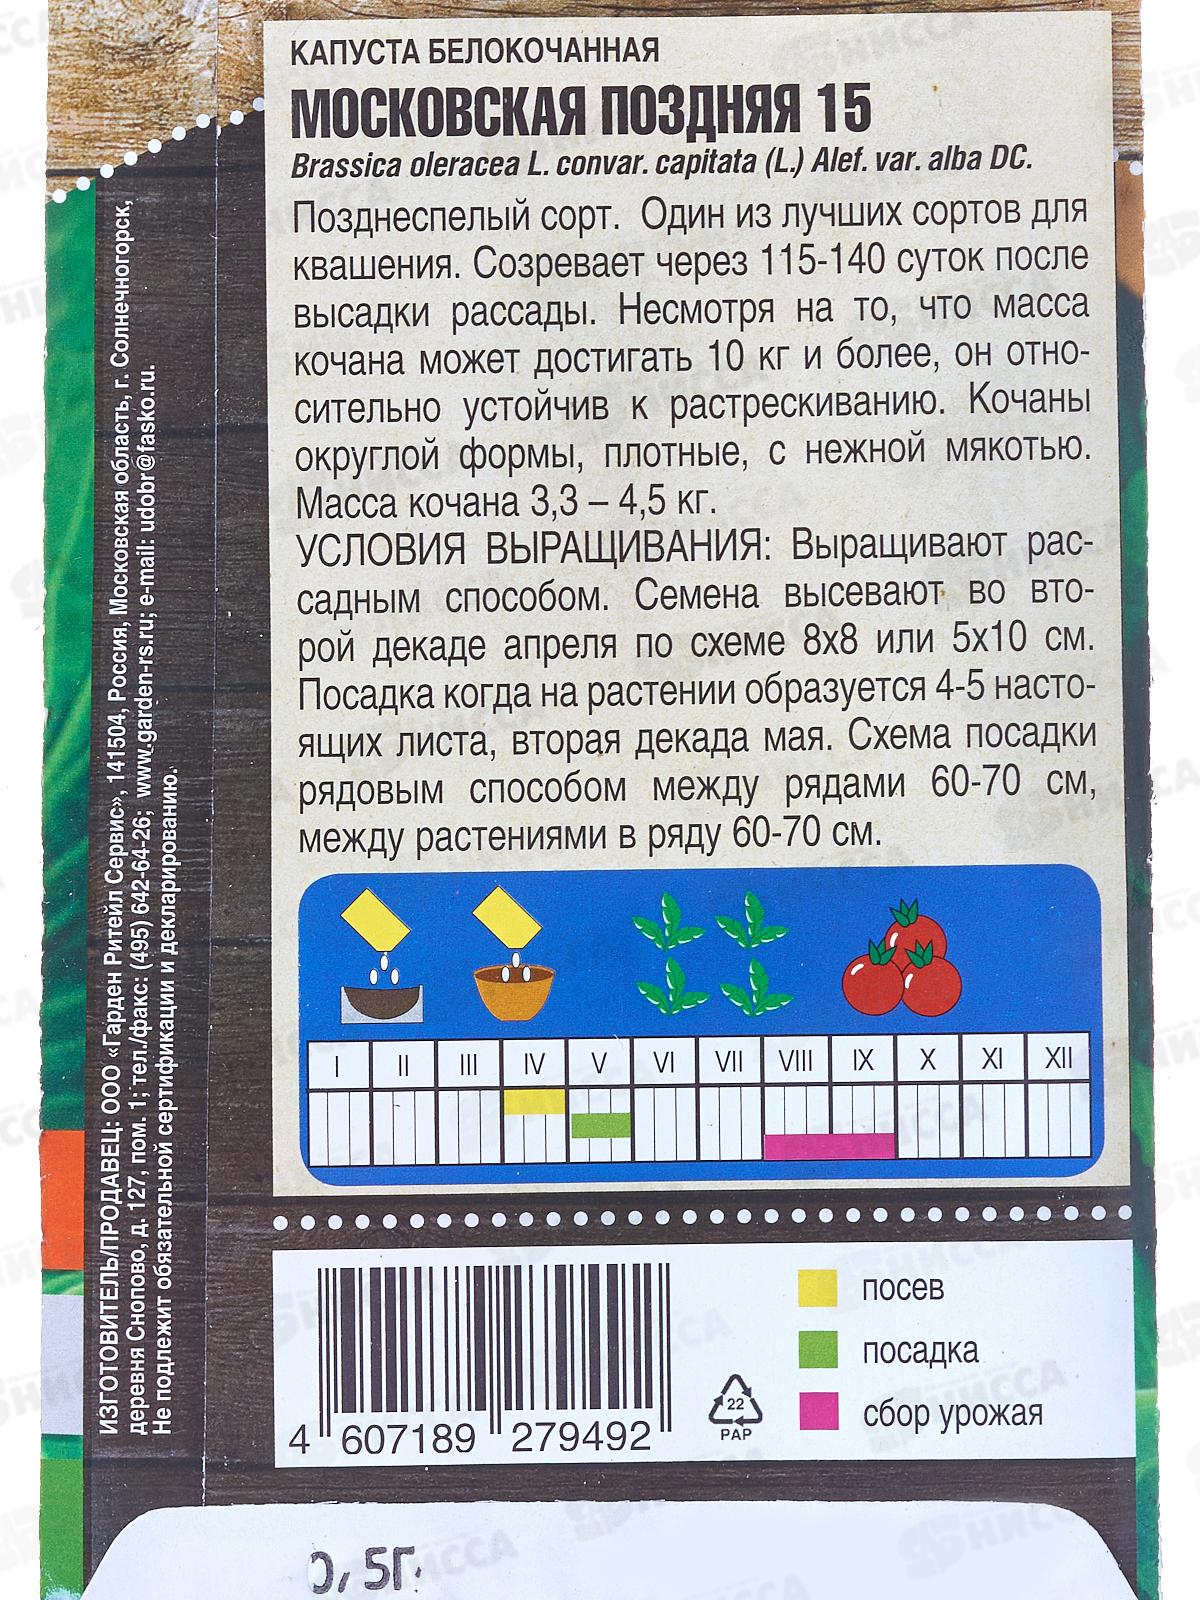 КАПУСТА БЕЛОКОЧАННАЯ
МОСКОВСКАЯ ПОЗДНЯЯ 15
Brassica oleracea L. convar. capitata (L.) Alef. var. alba DC.
Позднеспелый сорт. Один из лучших сортов для
квашения. Созревает через 115-140 суток после
высадки рассады. Несмотря на то, что масса
кочана может достигать 10 кг и более, он отно-
сительно устойчив к растрескиванию. Кочаны
округлой формы, плотные, с нежной мякотью.
Масса кочана 3,3 – 4,5 кг.
УСЛОВИЯ ВЫРАЩИВАНИЯ: Выращивают рас-
садным способом. Семена высевают во вто-
рой декаде апреля по схеме 8х8 или 5х10 см.
Посадка когда на растении образуется 4-5 насто-
ящих листа, вторая декада мая. Схема посадки
рядовым способом между рядами 60-70 см,
между растениями в ряду 60-70 см.
I II III IV V VI VII VIII IX X XI XII
посев
посадка
сбор урожая
4 607189 279492
22
PAP
0,5г.
ИЗГОТОВИТЕЛЬ/ПРОДАВЕЦ: ООО «Гарден Ритейл Сервис», 141504, Россия, Московская область, г. Солнечногорск,
деревня Снопово, д. 127, пом. 1; тел./факс: (495) 642-64-26; www.garden-rs.ru; e-mail: udobr@fasko.ru.
Не подлежит обязательной сертификации и декларированию.
НИССА